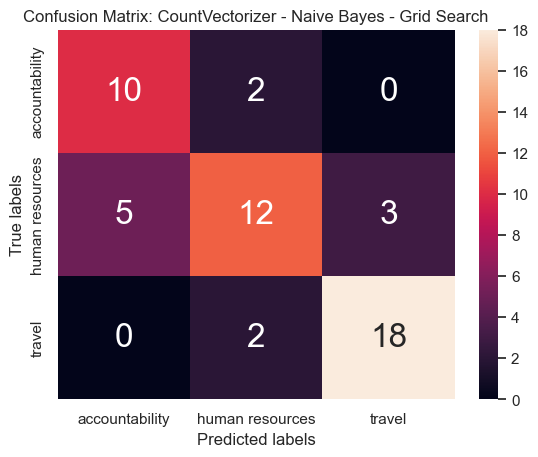 Confusion Matrix: CountVectorizer - Naive Bayes - Grid Search
True labels
accountability
human resources
travel
10 2 0
5 12 3
0 2 18
accountability human resources travel
Predicted labels
18
16
14
12
10
8
6
4
2
0